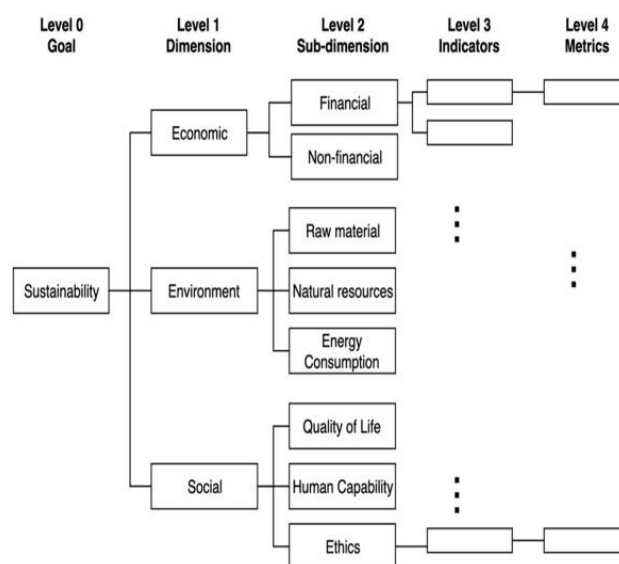 Level 0
Goal
Level 1
Dimension
Level 2
Sub-dimension
Level 3
Indicators
Level 4
Metrics
Financial
Economic
Non-financial
Raw material
Sustainability
Environment
Natural resources
Energy
Consumption
Quality of Life
Social
Human Capability
Ethics